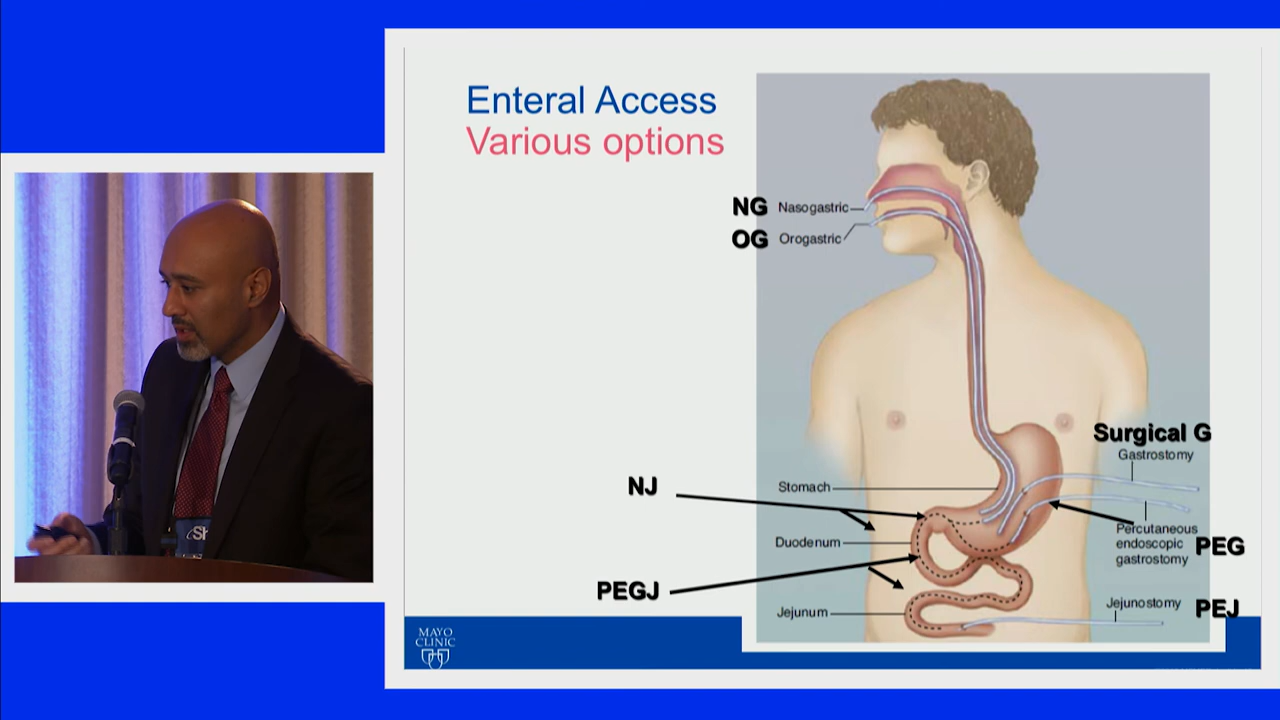 Enteral Access
Various options
NG Nasogastric
OG Orogastric
Surgical G
Gastrostomy
NJ
Stomach
Percutaneous
endoscopic
gastrostomy
PEG
Duodenum
PEGJ
Jejunostomy PEJ
Jejunum
MAYO
CLINIC
Sh